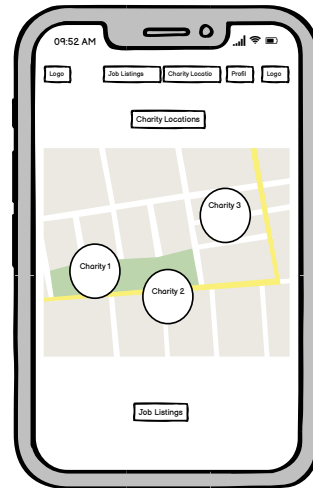 09:52 AM
Logo Job Listings Charity Locatio Profil Logo
Charity Locations
Charity 3
Charity 1
Charity 2
Job Listings